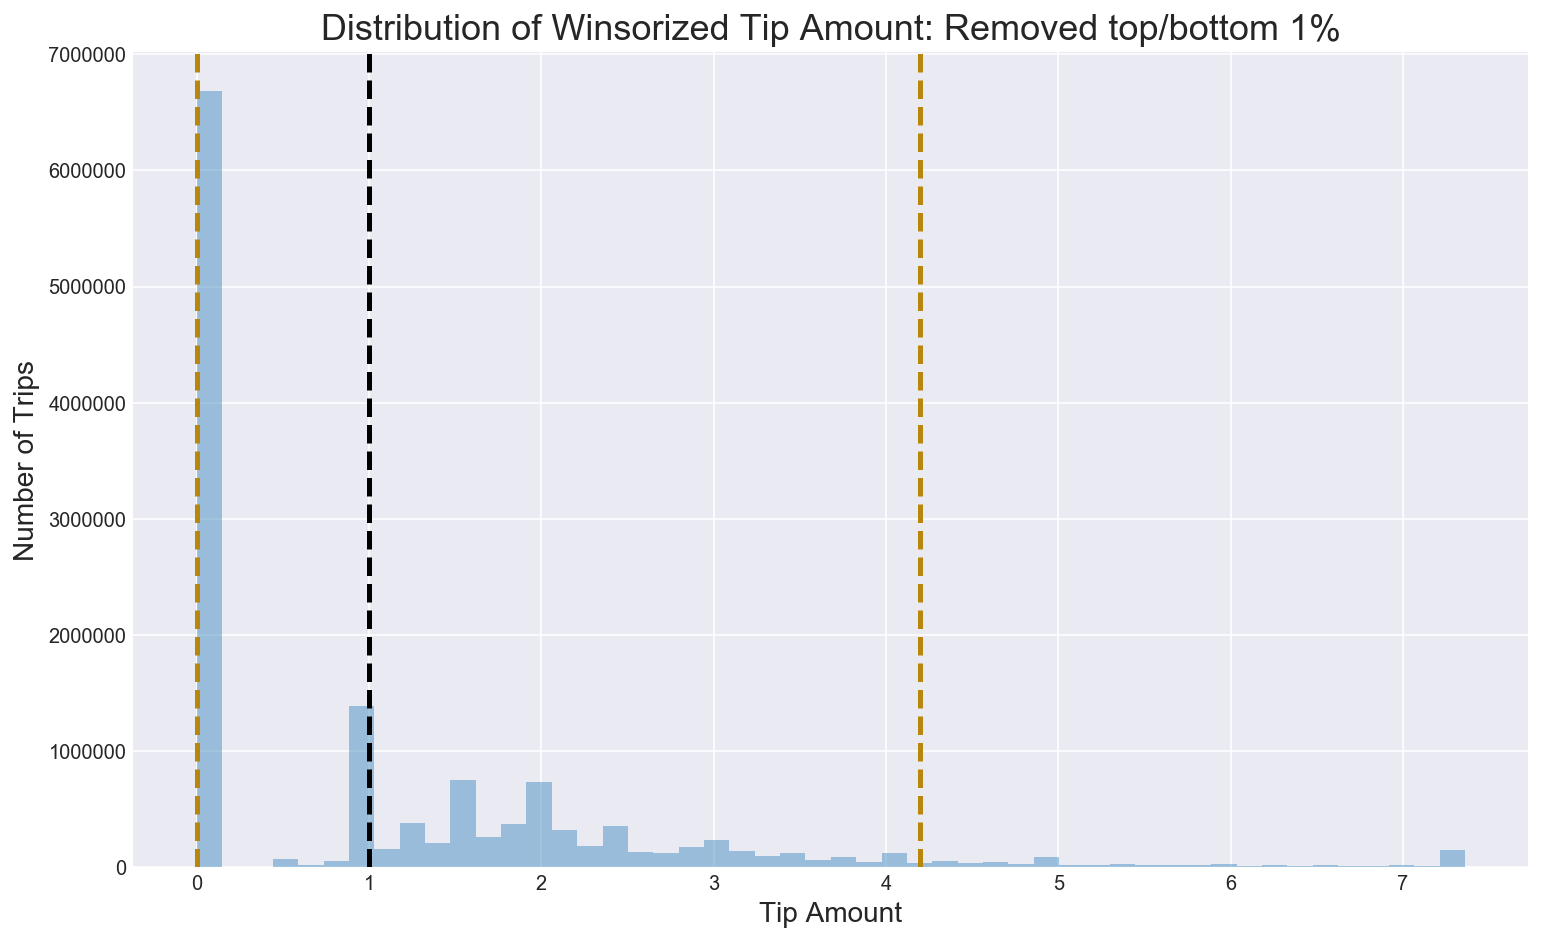 Distribution of Winsorized Tip Amount: Removed top/bottom 1%
7000000
6000000
5000000
4000000
3000000
2000000
1000000
0
Number of Trips
0 1 2 3 4 5 6 7
Tip Amount